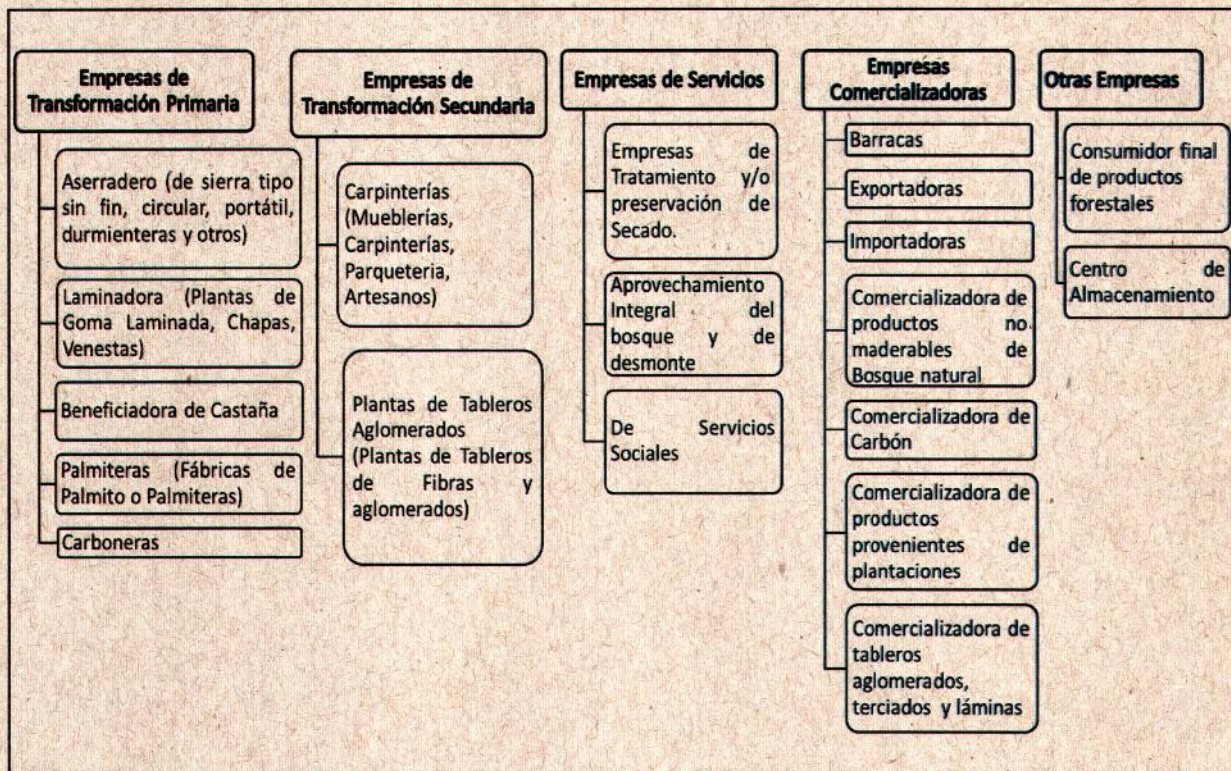 Empresas de
Transformación Primaria
Aserradero (de sierra tipo
sin fin, circular, portátil,
durmienteras y otros)
Laminadora (Plantas de
Goma Laminada, Chapas,
Venestas)
Beneficiadora de Castaña
Palmiteras (Fábricas de
Palmito o Palmiteras)
Carboneras
Empresas de
Transformación Secundaria
Carpinterías
(Mueblerías,
Carpinterías,
Parqueteria,
Artesanos)
Plantas de Tableros
Aglomerados
(Plantas de Tableros
de Fibras y
aglomerados)
Empresas de Servicios
Empresas de
Tratamiento y/o
preservación de
Secado.
Aprovechamiento
Integral del
bosque y de
desmonte
De Servicios
Sociales
Empresas
Comercializadoras
Barracas
Exportadoras
Importadoras
Comercializadora de
productos no
maderables de
Bosque natural
Comercializadora de
Carbón
Comercializadora de
productos
provenientes de
plantaciones
Comercializadora de
tableros
aglomerados,
terciados y láminas
Otras Empresas
Consumidor final
de productos
forestales
Centro de
Almacenamiento